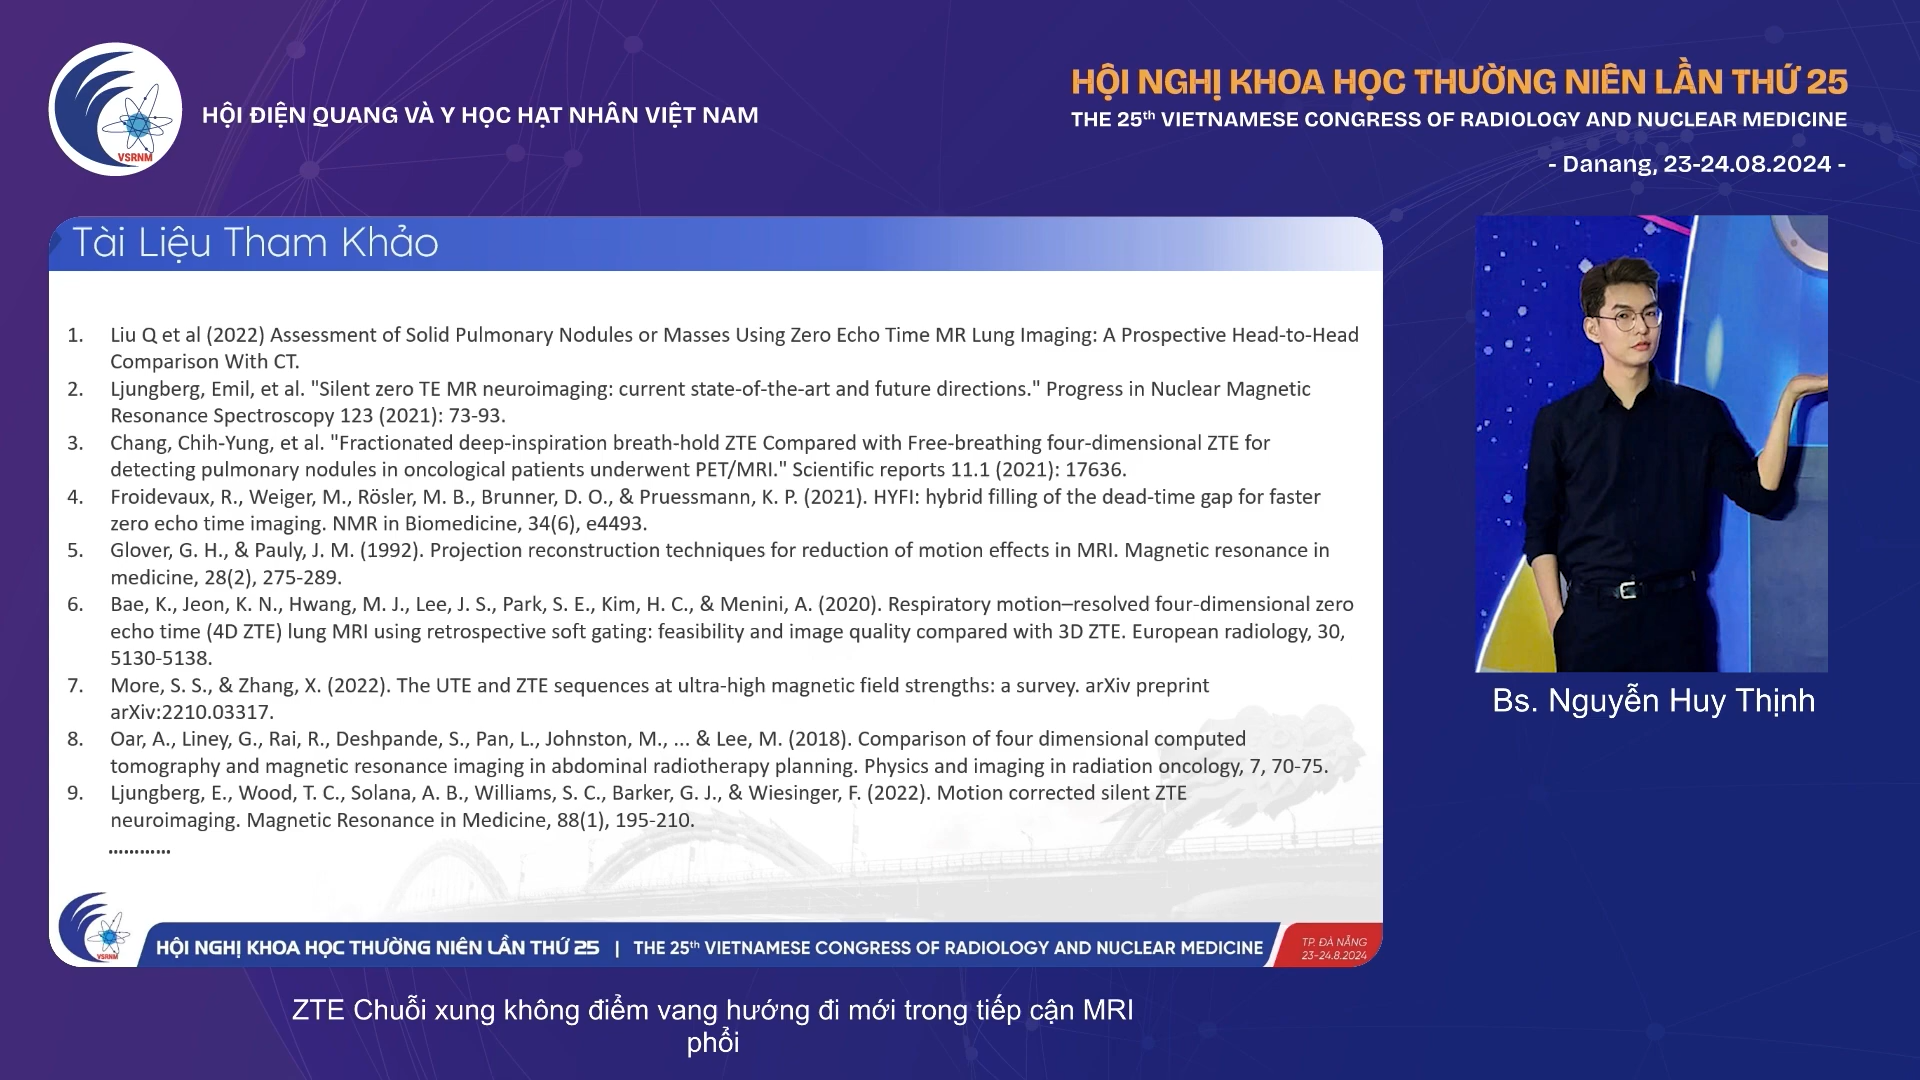 VSRNM
HỘI ĐIỆN QUANG VÀ Y HỌC HẠT NHÂN VIỆT NAM
HỘI NGHỊ KHOA HỌC THƯỜNG NIÊN LẦN THỨ 25
THE 25th VIETNAMESE CONGRESS OF RADIOLOGY AND NUCLEAR MEDICINE
- Danang, 23-24.08.2024 -
Tài Liệu Tham Khảo
1. Liu Q et al (2022) Assessment of Solid Pulmonary Nodules or Masses Using Zero Echo Time MR Lung Imaging: A Prospective Head-to-Head
Comparison With CT.
2. Ljungberg, Emil, et al. "Silent zero TE MR neuroimaging: current state-of-the-art and future directions." Progress in Nuclear Magnetic
Resonance Spectroscopy 123 (2021): 73-93.
3. Chang, Chih-Yung, et al. "Fractionated deep-inspiration breath-hold ZTE Compared with Free-breathing four-dimensional ZTE for
detecting pulmonary nodules in oncological patients underwent PET/MRI." Scientific reports 11.1 (2021): 17636.
4. Froidevaux, R., Weiger, M., Rösler, M. B., Brunner, D. O., & Pruessmann, K. P. (2021). HYFI: hybrid filling of the dead-time gap for faster
zero echo time imaging. NMR in Biomedicine, 34(6), e4493.
5. Glover, G. H., & Pauly, J. M. (1992). Projection reconstruction techniques for reduction of motion effects in MRI. Magnetic resonance in
medicine, 28(2), 275-289.
6. Bae, K., Jeon, K. N., Hwang, M. J., Lee, J. S., Park, S. E., Kim, H. C., & Menini, A. (2020). Respiratory motion–resolved four-dimensional zero
echo time (4D ZTE) lung MRI using retrospective soft gating: feasibility and image quality compared with 3D ZTE. European radiology, 30,
5130-5138.
7. More, S. S., & Zhang, X. (2022). The UTE and ZTE sequences at ultra-high magnetic field strengths: a survey. arXiv preprint
arXiv:2210.03317.
8. Oar, A., Liney, G., Rai, R., Deshpande, S., Pan, L., Johnston, M., ... & Lee, M. (2018). Comparison of four dimensional computed
tomography and magnetic resonance imaging in abdominal radiotherapy planning. Physics and imaging in radiation oncology, 7, 70-75.
9. Ljungberg, E., Wood, T. C., Solana, A. B., Williams, S. C., Barker, G. J., & Wiesinger, F. (2022). Motion corrected silent ZTE
neuroimaging. Magnetic Resonance in Medicine, 88(1), 195-210.
............
VSRNM
HỘI NGHỊ KHOA HỌC THƯỜNG NIÊN LẦN THỨ 25 | THE 25th VIETNAMESE CONGRESS OF RADIOLOGY AND NUCLEAR MEDICINE
TP. ĐÀ NẴNG
23-24.8.2024
Bs. Nguyễn Huy Thịnh
ZTE Chuỗi xung không điểm vang hướng đi mới trong tiếp cận MRI
phổi